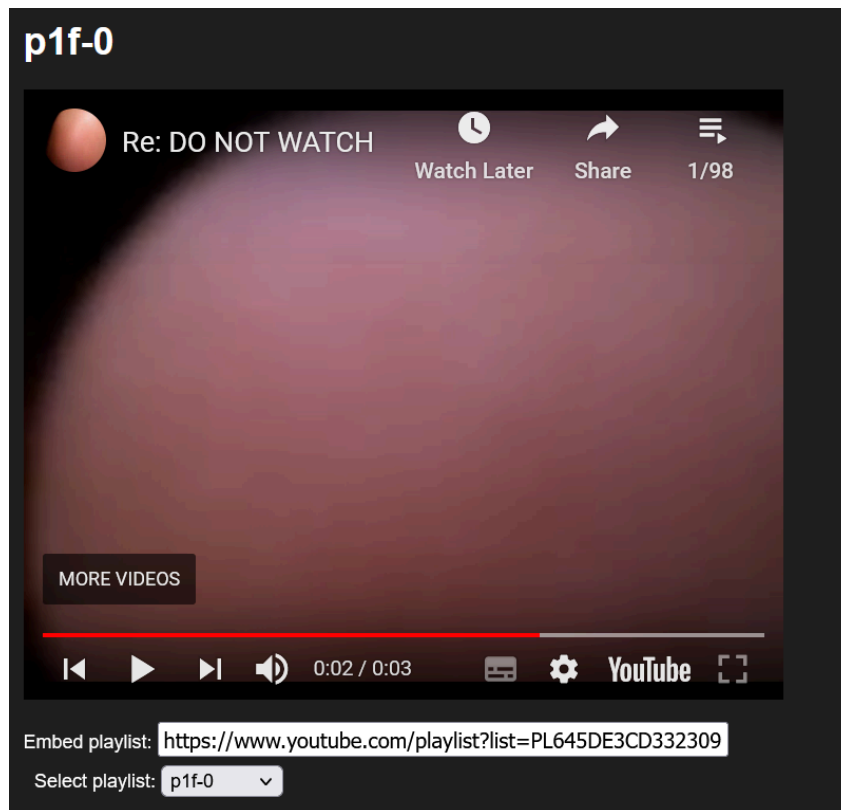 p1f-0
Re: DO NOT WATCH
Watch Later
Share
1/98
MORE VIDEOS
0:02 / 0:03
YouTube
Embed playlist: https://www.youtube.com/playlist?list=PL645DE3CD332309
Select playlist: p1f-0